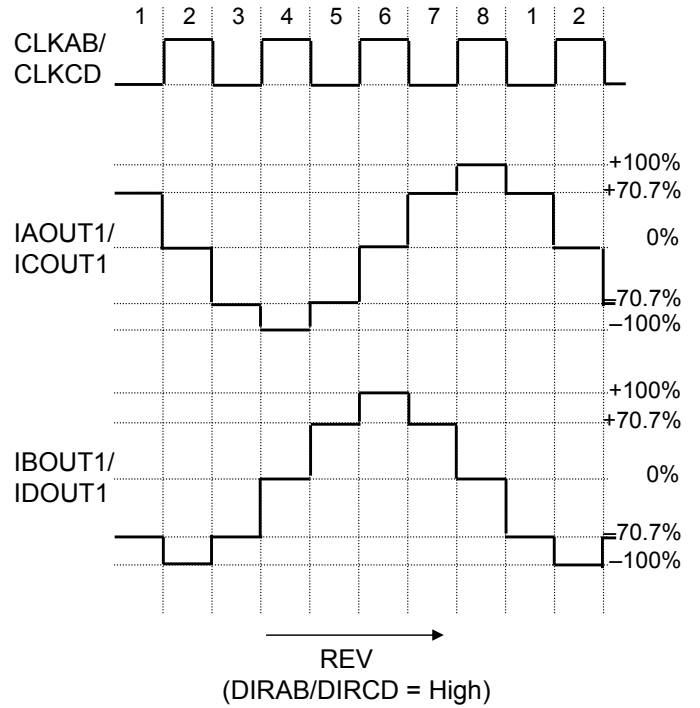 1 2 3 4 5 6 7 8 1 2
CLKAB/
CLKCD
+100%
+70.7%
IAOUT1/
ICOUT1
0%
–70.7%
–100%
+100%
+70.7%
IBOUT1/
IDOUT1
0%
–70.7%
–100%
REV
(DIRAB/DIRCD = High)